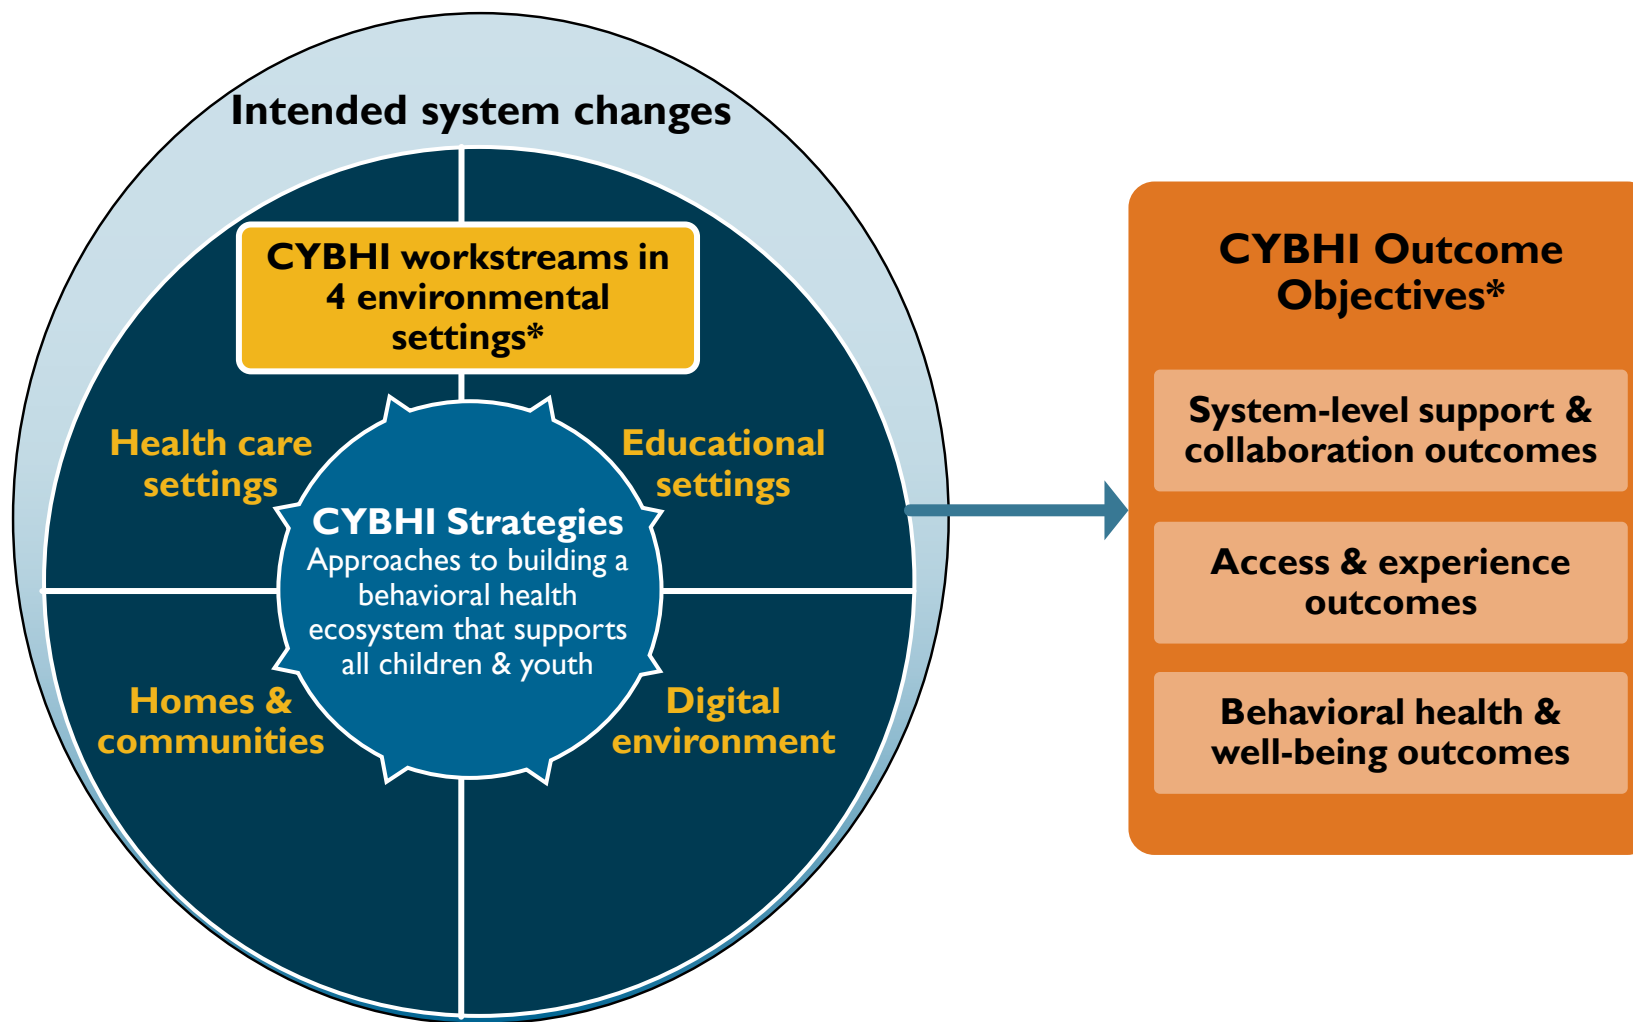 Intended system changes
CYBHI workstreams in
4 environmental
settings*
Health care
settings
Educational
settings
CYBHI Strategies
Approaches to building a
behavioral health
ecosystem that supports
all children & youth
Homes &
communities
Digital
environment
CYBHI Outcome
Objectives*
System-level support &
collaboration outcomes
Access & experience
outcomes
Behavioral health &
well-being outcomes